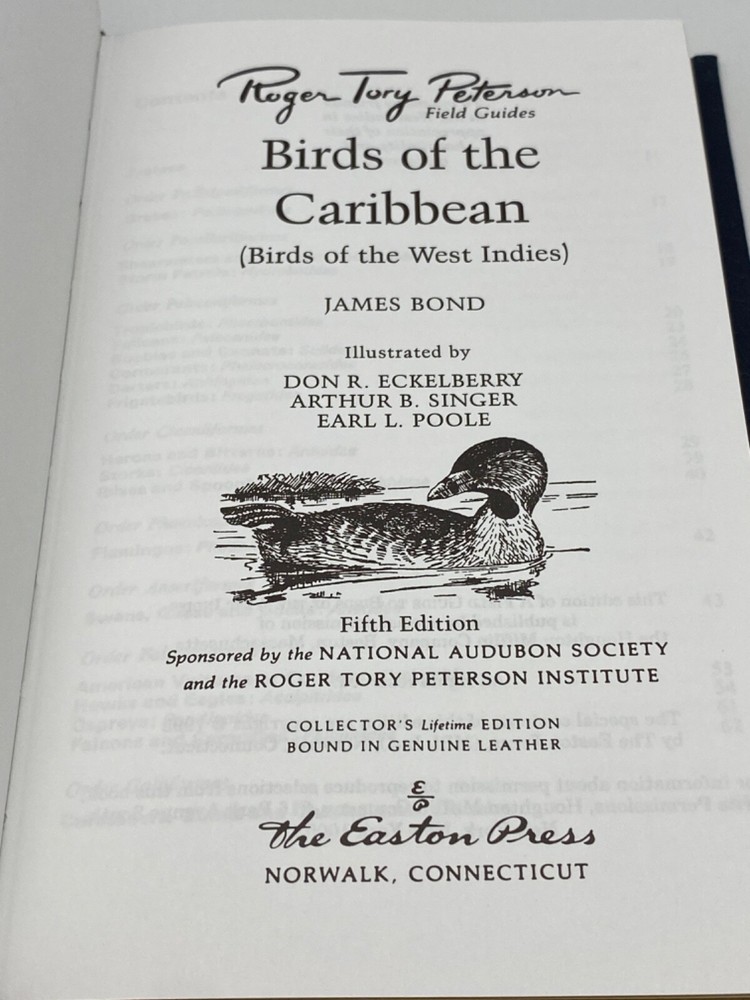 Roger Tory Peterson
Field Guides
Birds of the
Caribbean
(Birds of the West Indies)
JAMES BOND
Illustrated by
DON R. ECKELBERRY
ARTHUR B. SINGER
EARL L. POOLE
Fifth Edition
Sponsored by the NATIONAL AUDUBON SOCIETY
and the ROGER TORY PETERSON INSTITUTE
COLLECTOR'S Lifetime EDITION
BOUND IN GENUINE LEATHER
The Easton Press
NORWALK, CONNECTICUT